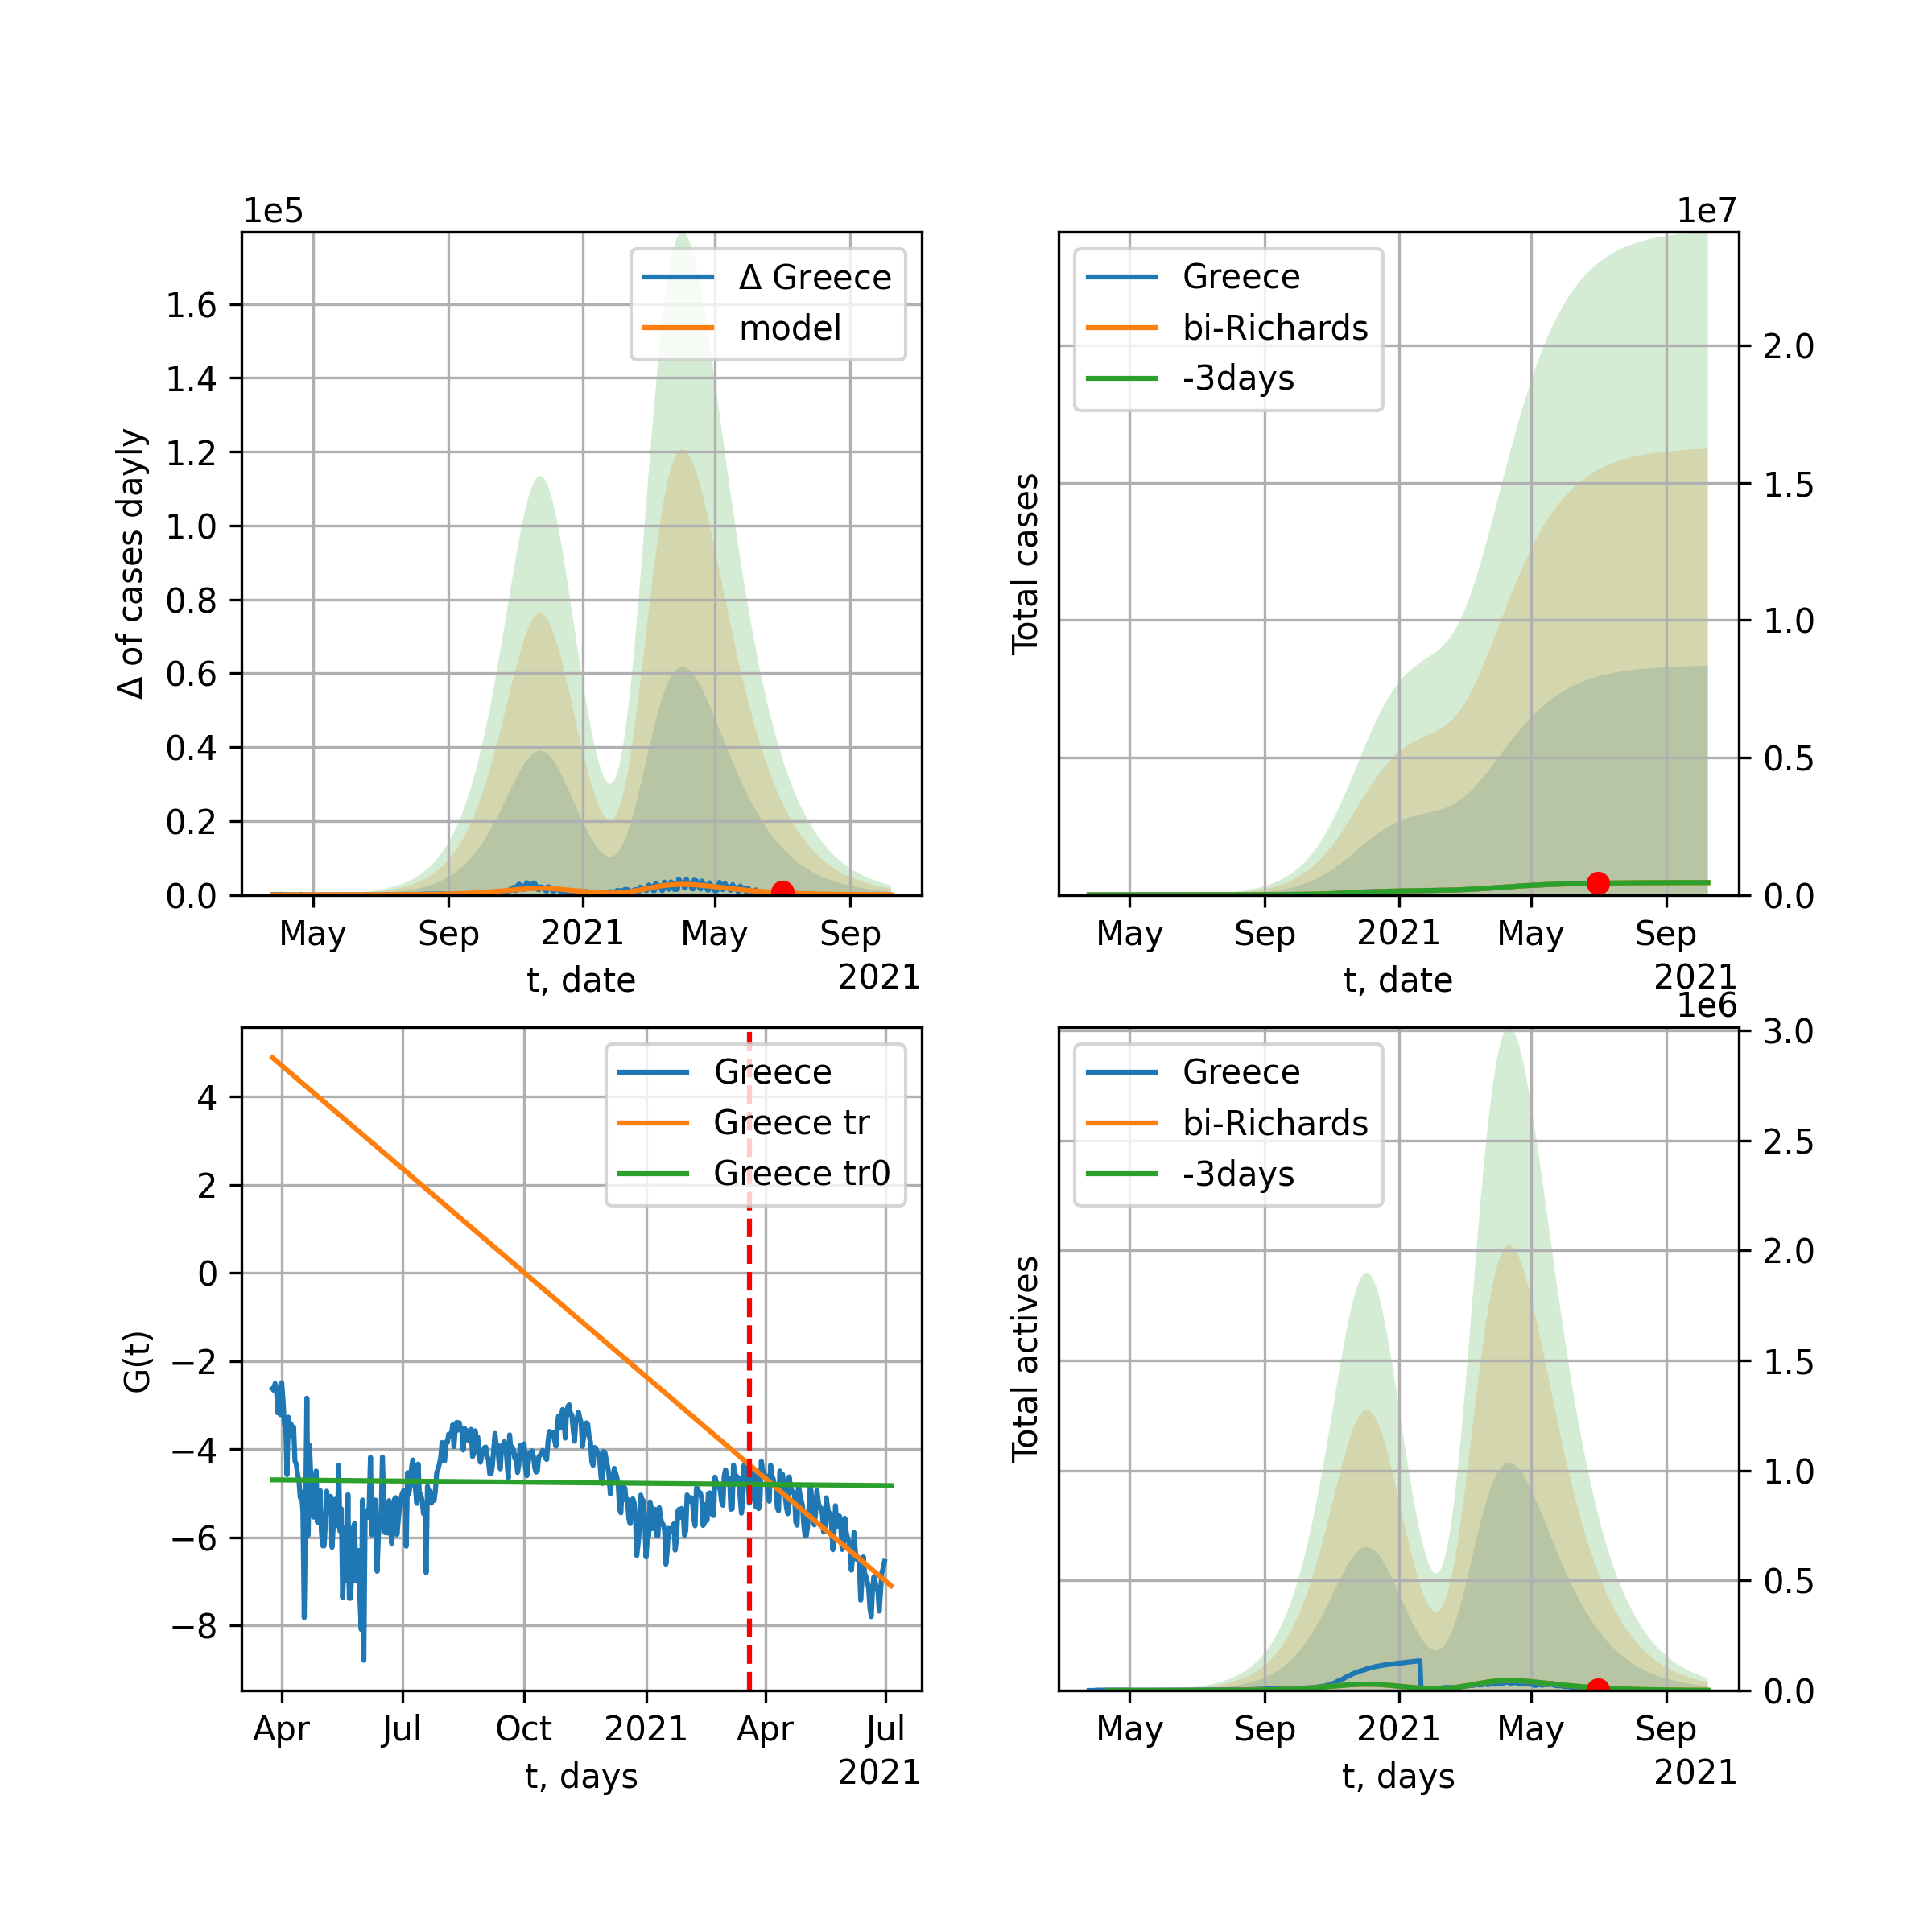 1e5
Δ Greece
model
1.6
1.4
1.2
1.0
0.8
0.6
0.4
0.2
0.0
Δ of cases dayly
May Sep 2021 May Sep
t, date
2021
1e7
Greece
bi-Richards
-3days
2.0
1.5
1.0
0.5
0.0
Total cases
May Sep 2021 May Sep
t, date
2021
Greece
Greece tr
Greece tr0
4
2
0
−2
−4
−6
−8
G(t)
Apr Jul Oct 2021 Apr Jul
t, days
2021
1e6
Greece
bi-Richards
-3days
3.0
2.5
2.0
1.5
1.0
0.5
0.0
Total actives
May Sep 2021 May Sep
t, days
2021